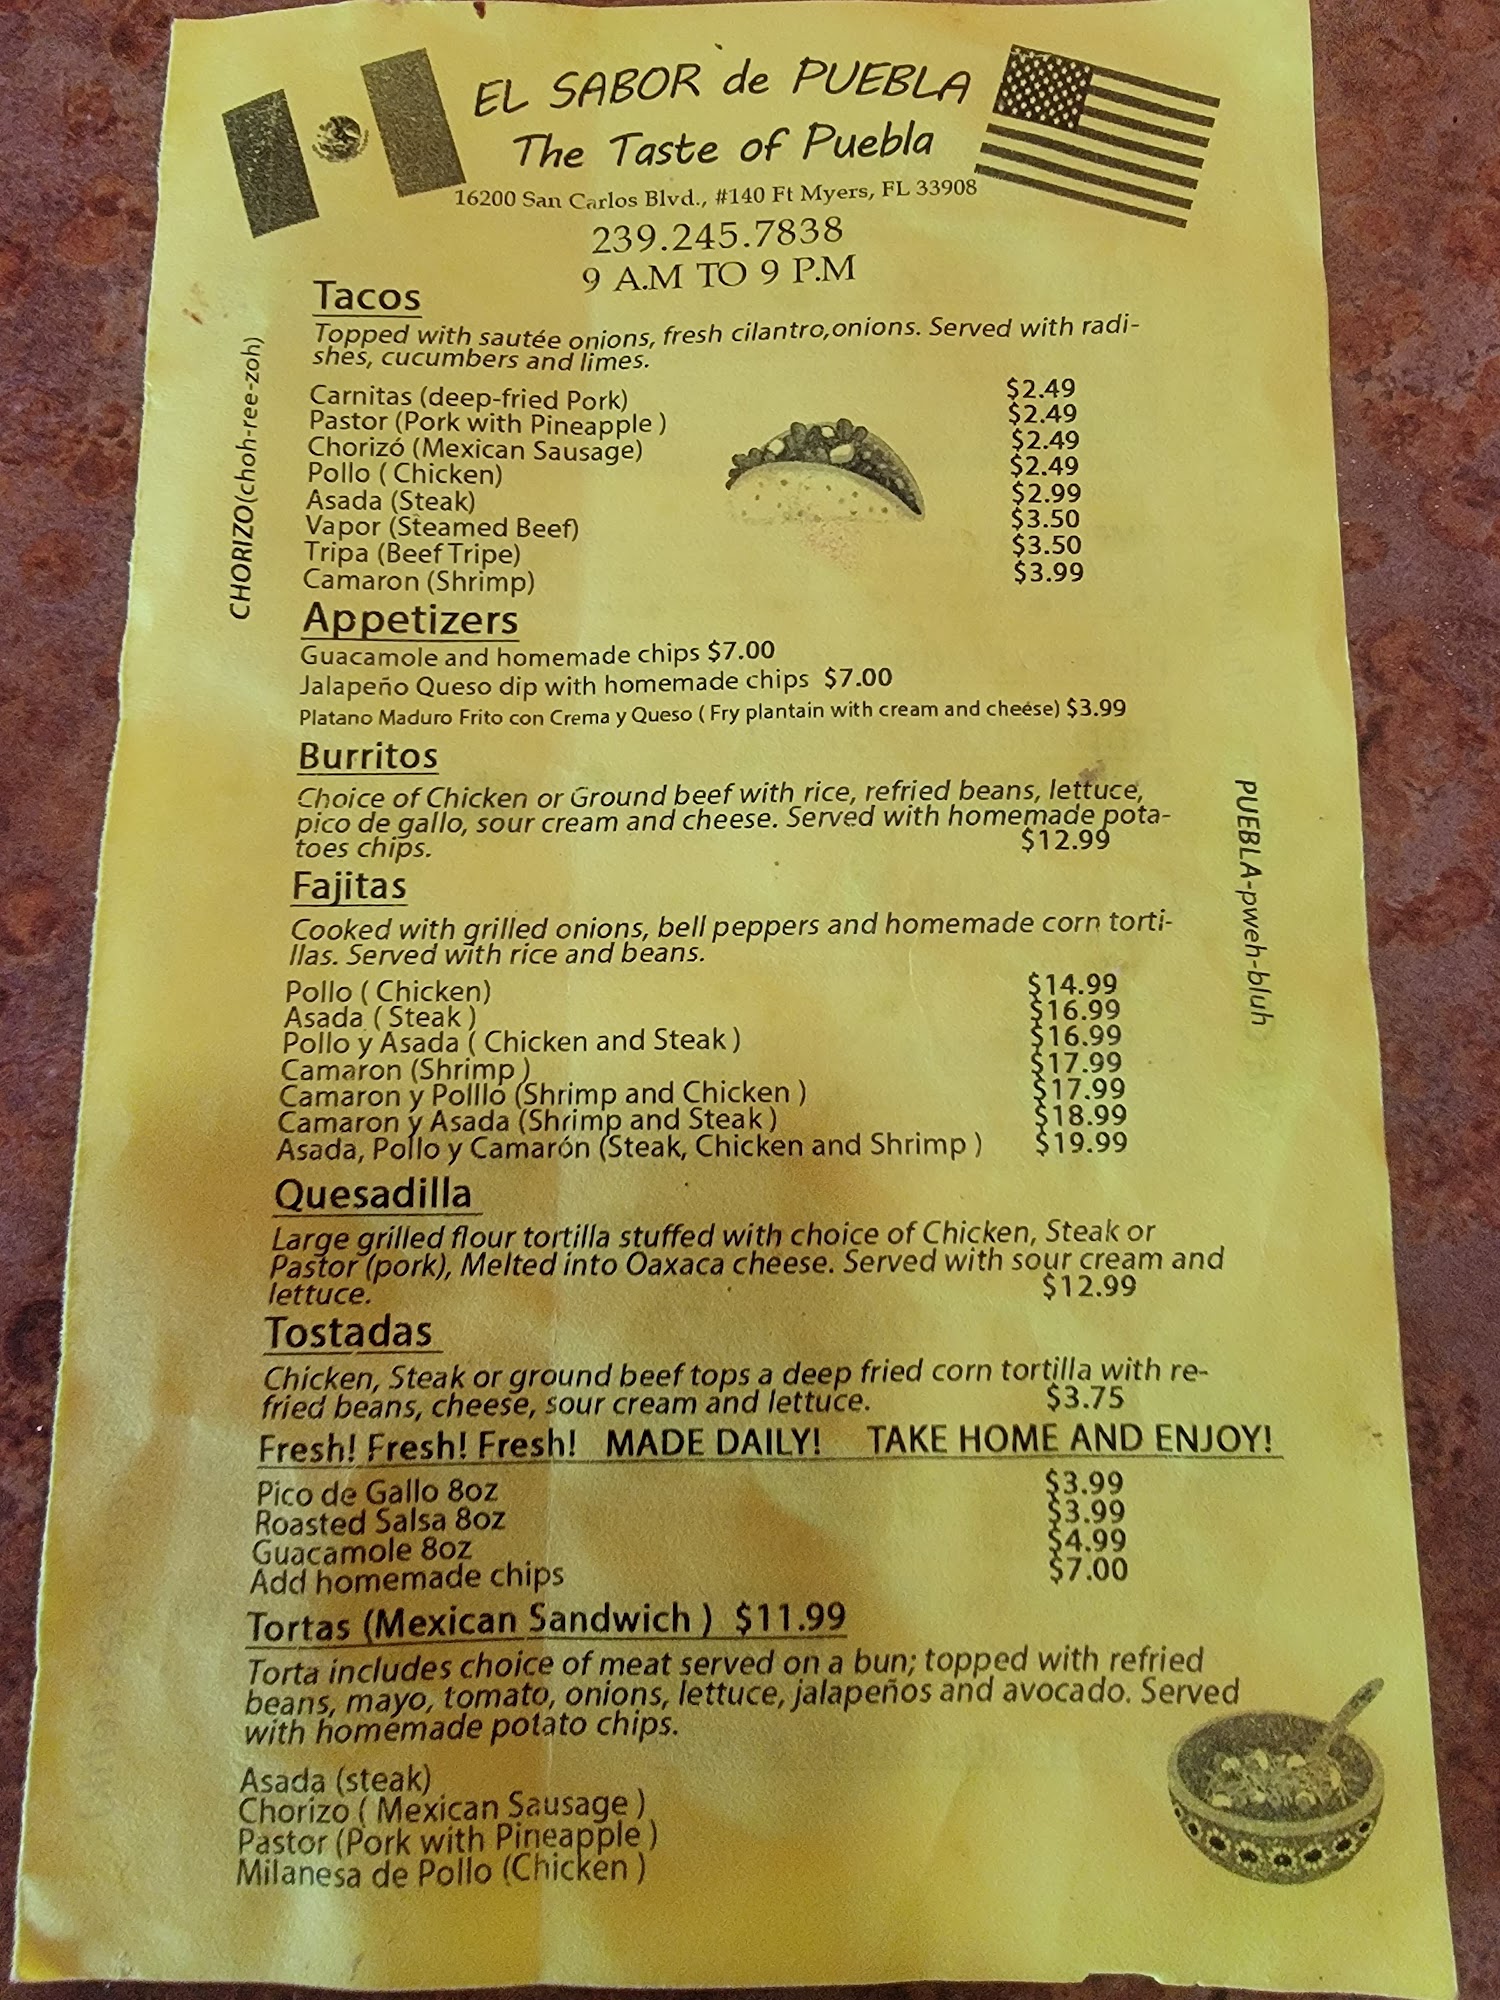 EL SABOR de PUEBLA
The Taste of Puebla
16200 San Carlos Blvd., #140 Ft Myers, FL 33908
239.245.7838
9 A.M TO 9 P.M
CHORIZO(choh-ree-zoh)
Tacos
Topped with sautée onions, fresh cilantro,onions. Served with radi-
shes, cucumbers and limes.
Carnitas (deep-fried Pork) $2.49
Pastor (Pork with Pineapple ) $2.49
Chorizó (Mexican Sausage) $2.49
Pollo ( Chicken) $2.49
Asada (Steak) $2.99
Vapor (Steamed Beef) $3.50
Tripa (Beef Tripe) $3.50
Camaron (Shrimp) $3.99
Appetizers
Guacamole and homemade chips $7.00
Jalapeño Queso dip with homemade chips $7.00
Platano Maduro Frito con Crema y Queso ( Fry plantain with cream and cheese) $3.99
Burritos
Choice of Chicken or Ground beef with rice, refried beans, lettuce,
pico de gallo, sour cream and cheese. Served with homemade pota-
toes chips. $12.99
PUEBLA-pweh-bluh
Fajitas
Cooked with grilled onions, bell peppers and homemade corn torti-
llas. Served with rice and beans.
Pollo ( Chicken) $14.99
Asada ( Steak ) $16.99
Pollo y Asada ( Chicken and Steak ) $16.99
Camaron (Shrimp ) $17.99
Camaron y Polllo (Shrimp and Chicken ) $17.99
Camaron y Asada (Shrimp and Steak ) $18.99
Asada, Pollo y Camarón (Steak, Chicken and Shrimp ) $19.99
Quesadilla
Large grilled flour tortilla stuffed with choice of Chicken, Steak or
Pastor (pork), Melted into Oaxaca cheese. Served with sour cream and
lettuce. $12.99
Tostadas
Chicken, Steak or ground beef tops a deep fried corn tortilla with re-
fried beans, cheese, sour cream and lettuce. $3.75
Fresh! Fresh! Fresh! MADE DAILY! TAKE HOME AND ENJOY!
Pico de Gallo 8oz $3.99
Roasted Salsa 8oz $3.99
Guacamole 8oz $4.99
Add homemade chips $7.00
Tortas (Mexican Sandwich ) $11.99
Torta includes choice of meat served on a bun; topped with refried
beans, mayo, tomato, onions, lettuce, jalapeños and avocado. Served
with homemade potato chips.
Asada (steak)
Chorizo ( Mexican Sausage )
Pastor (Pork with Pineapple )
Milanesa de Pollo (Chicken )